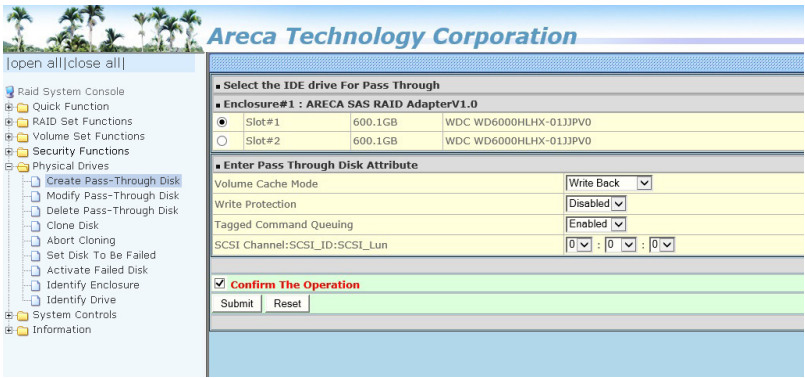 Areca Technology Corporation
|open all|close all|
Raid System Console
Quick Function
RAID Set Functions
Volume Set Functions
Security Functions
Physical Drives
Create Pass-Through Disk
Modify Pass-Through Disk
Delete Pass-Through Disk
Clone Disk
Abort Cloning
Set Disk To Be Failed
Activate Failed Disk
Identify Enclosure
Identify Drive
System Controls
Information
Select the IDE drive For Pass Through
Enclosure#1 : ARECA SAS RAID AdapterV1.0
Slot#1 600.1GB WDC WD6000HLHX-01JJPV0
Slot#2 600.1GB WDC WD6000HLHX-01JJPV0
Enter Pass Through Disk Attribute
Volume Cache Mode Write Back
Write Protection Disabled
Tagged Command Queuing Enabled
SCSI Channel:SCSI_ID:SCSI_Lun 0 : 0 : 0
Confirm The Operation
Submit Reset